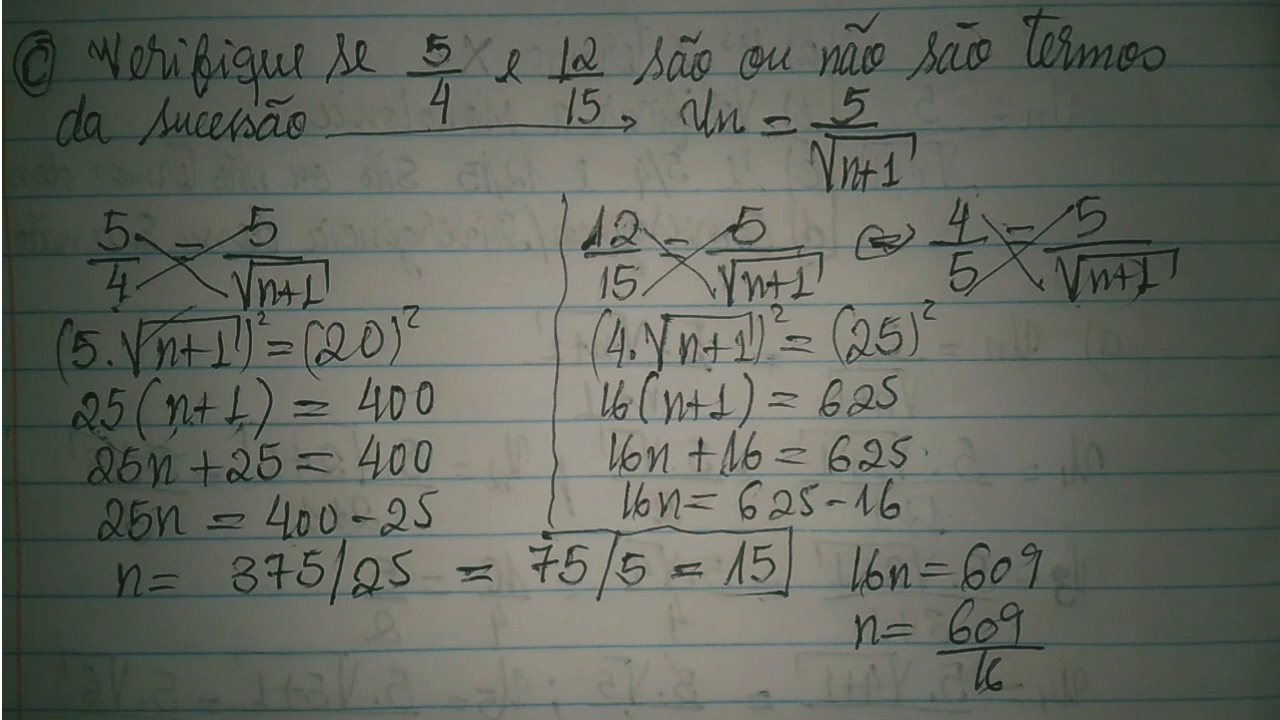 C) Verifique se 5/4 e 12/15 são ou não são termos
da sucessão → Un = 5/√(n+1)
5/4 = 5/√(n+1)
(5.√(n+1))² = (20)²
25(n+1) = 400
25n + 25 = 400
25n = 400 - 25
n = 375/25 = 75/5 = 15
12/15 = 5/√(n+1) ⇔ 4/5 = 5/√(n+1)
(4.√(n+1))² = (25)²
16(n+1) = 625
16n + 16 = 625
16n = 625 - 16
16n = 609
n = 609/16